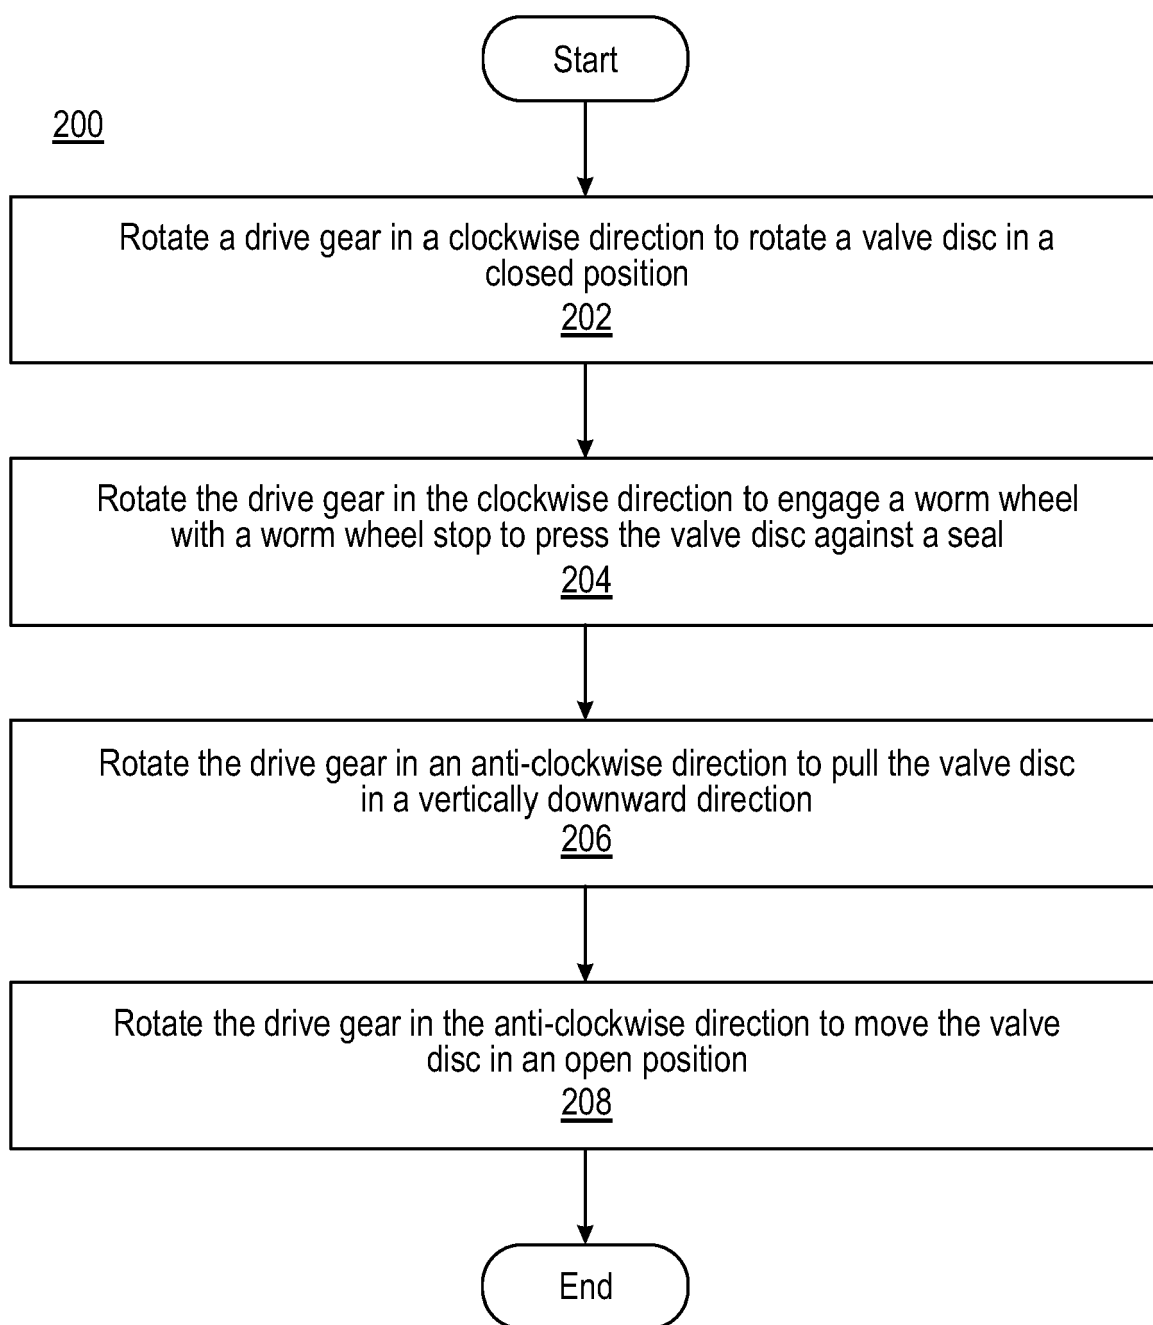 Start
200
Rotate a drive gear in a clockwise direction to rotate a valve disc in a
closed position
202
Rotate the drive gear in the clockwise direction to engage a worm wheel
with a worm wheel stop to press the valve disc against a seal
204
Rotate the drive gear in an anti-clockwise direction to pull the valve disc
in a vertically downward direction
206
Rotate the drive gear in the anti-clockwise direction to move the valve
disc in an open position
208
End